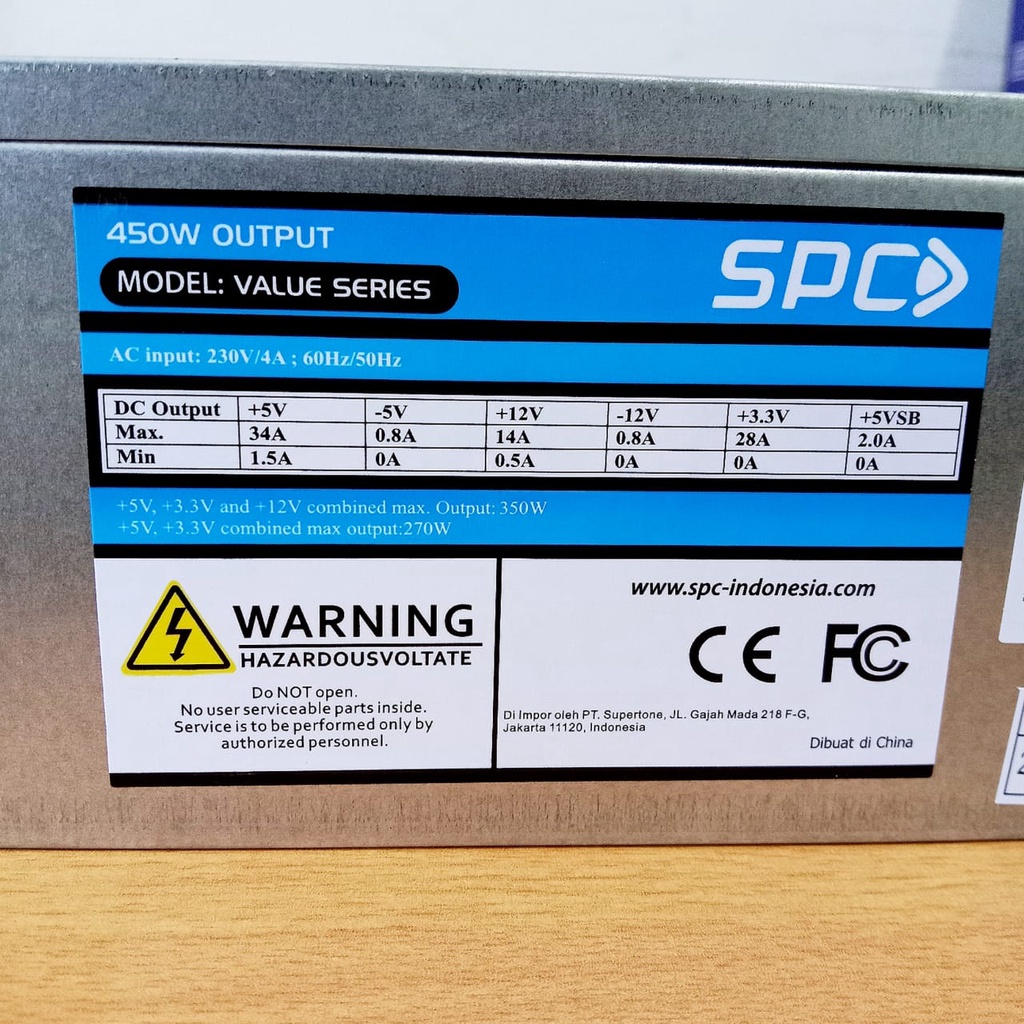 450W OUTPUT
SPC
MODEL: VALUE SERIES
AC input: 230V/4A ; 60Hz/50Hz
DC Output +5V -5V +12V -12V +3.3V +5VSB
Max. 34A 0.8A 14A 0.8A 28A 2.0A
Min 1.5A 0A 0.5A 0A 0A 0A
+5V, +3.3V and +12V combined max. Output: 350W
+5V, +3.3V combined max output:270W
WARNING
HAZARDOUSVOLTATE
Do NOT open.
No user serviceable parts inside.
Service is to be performed only by
authorized personnel.
www.spc-indonesia.com
CE FC
Di Impor oleh PT. Supertone, JL. Gajah Mada 218 F-G,
Jakarta 11120, Indonesia
Dibuat di China